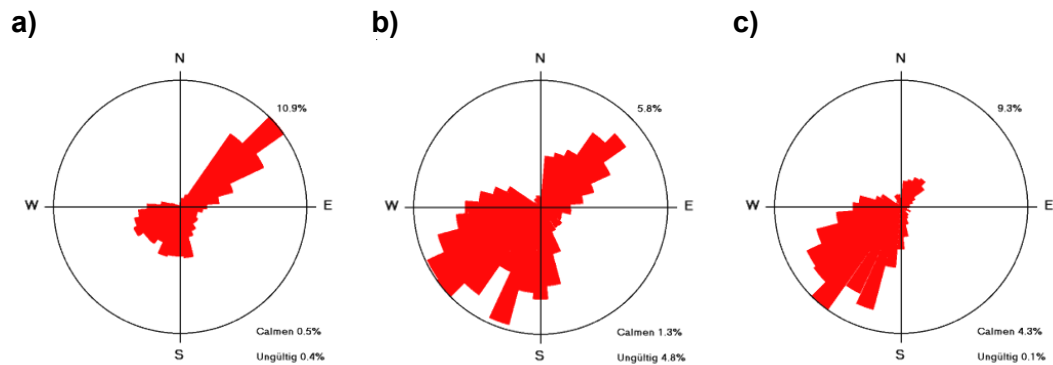 a)
N
10.9%
W
E
Calmen 0.5%
S
Ungültig 0.4%
b)
N
5.8%
W
E
Calmen 1.3%
S
Ungültig 4.8%
c)
N
9.3%
W
E
Calmen 4.3%
S
Ungültig 0.1%